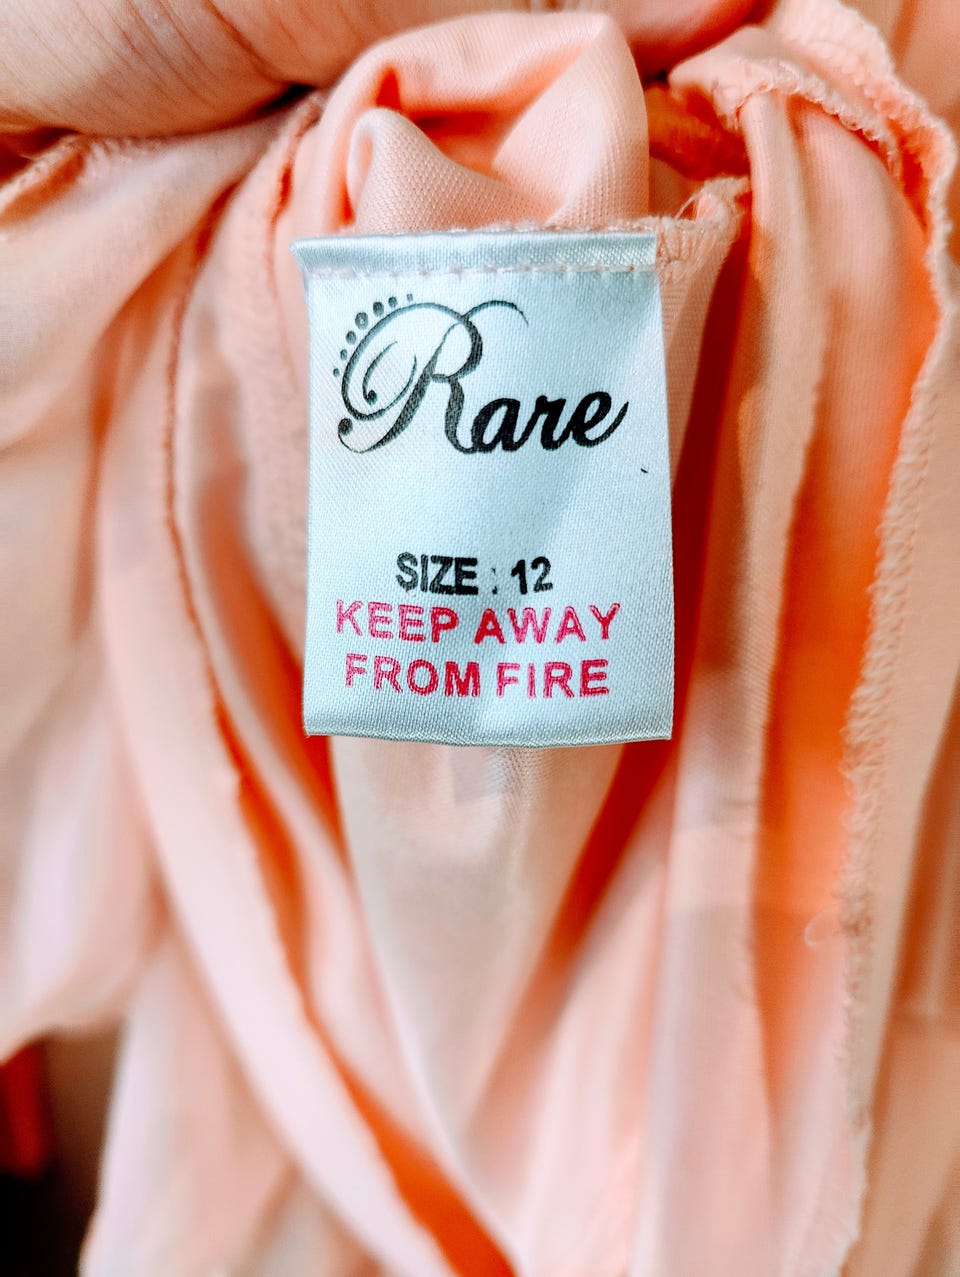 Rare
SIZE : 12
KEEP AWAY
FROM FIRE